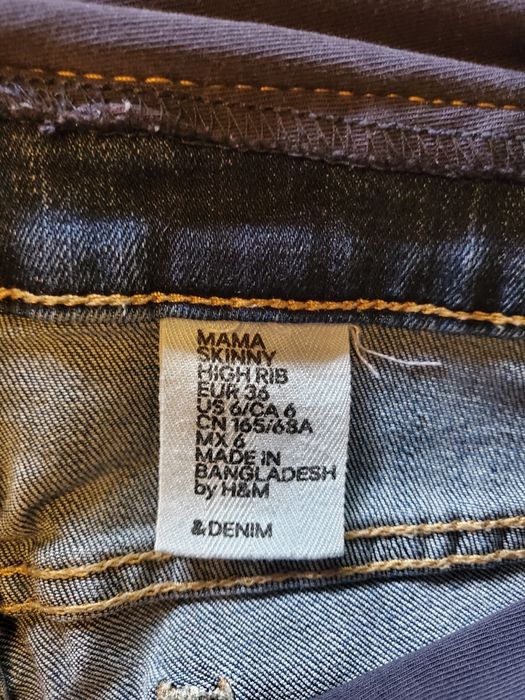 MAMA
SKINNY
HIGH RIB
EUR 36
US 6/CA 6
CN 165/68A
MX 6
MADE IN
BANGLADESH
by H&M
& DENIM